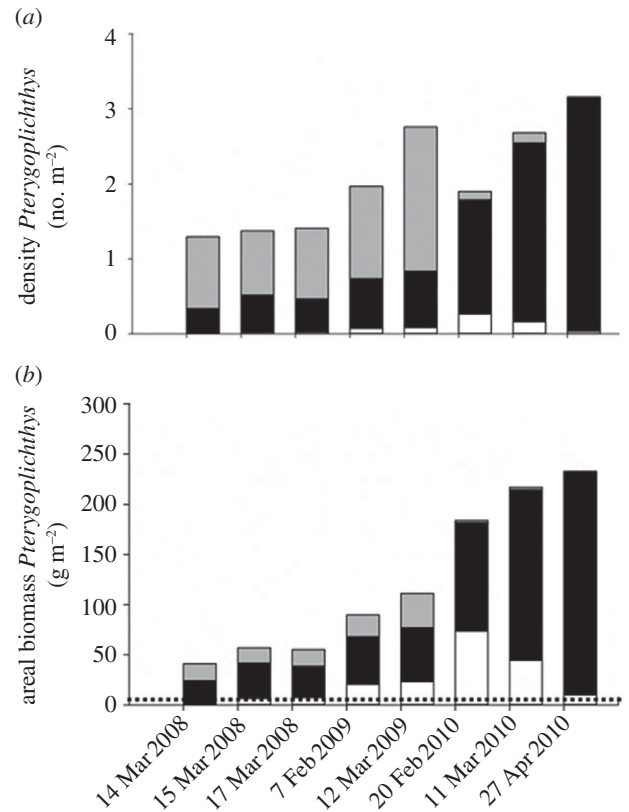 (a)
density Pterygoplichthys
(no. m⁻²)
4
3
2
1
0
(b)
areal biomass Pterygoplichthys
(g m⁻²)
300
250
200
150
100
50
0
14 Mar 2008
15 Mar 2008
17 Mar 2008
7 Feb 2009
12 Mar 2009
20 Feb 2010
11 Mar 2010
27 Apr 2010